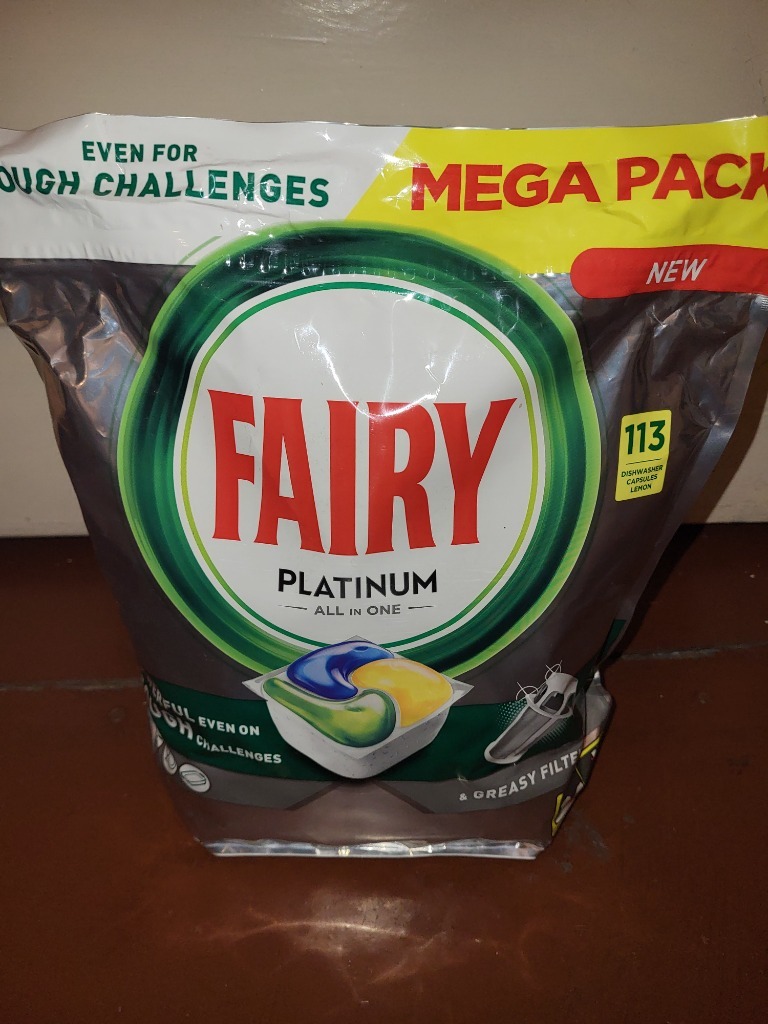 EVEN FOR
OUGH CHALLENGES
MEGA PACK
NEW
FAIRY
PLATINUM
ALL IN ONE
113
DISHWASHER
CAPSULES
LEMON
EVEN ON
CHALLENGES
& GREASY FILTE